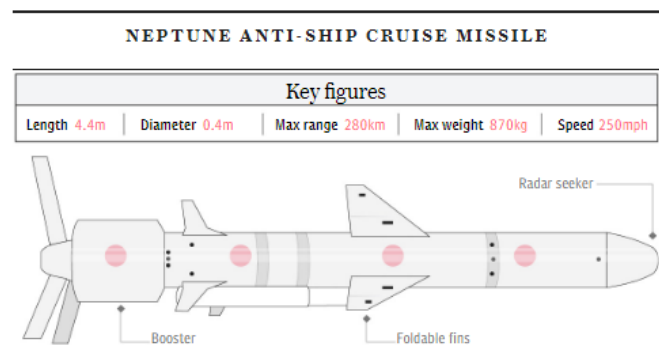 NEPTUNE ANTI-SHIP CRUISE MISSILE
Key figures
Length 4.4m Diameter 0.4m Max range 280km Max weight 870kg Speed 250mph
Radar seeker
Booster
Foldable fins